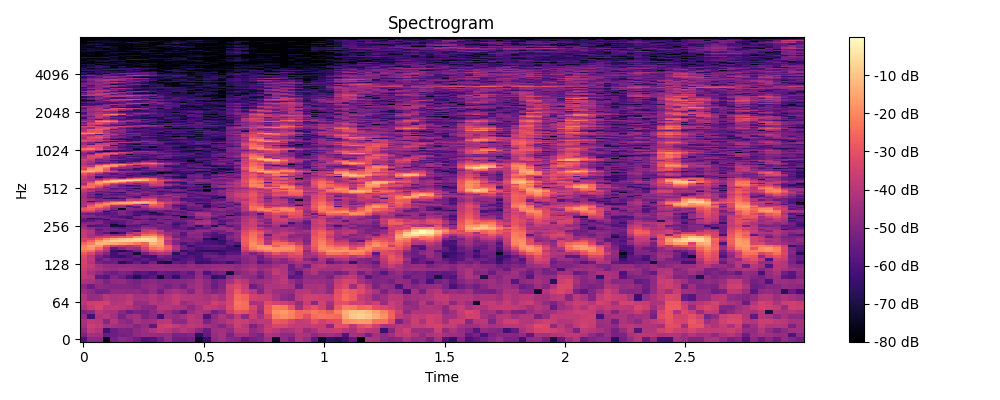 Spectrogram
4096
2048
1024
512
256
128
64
0
Hz
0
0.5
1
1.5
2
2.5
Time
-10 dB
-20 dB
-30 dB
-40 dB
-50 dB
-60 dB
-70 dB
-80 dB